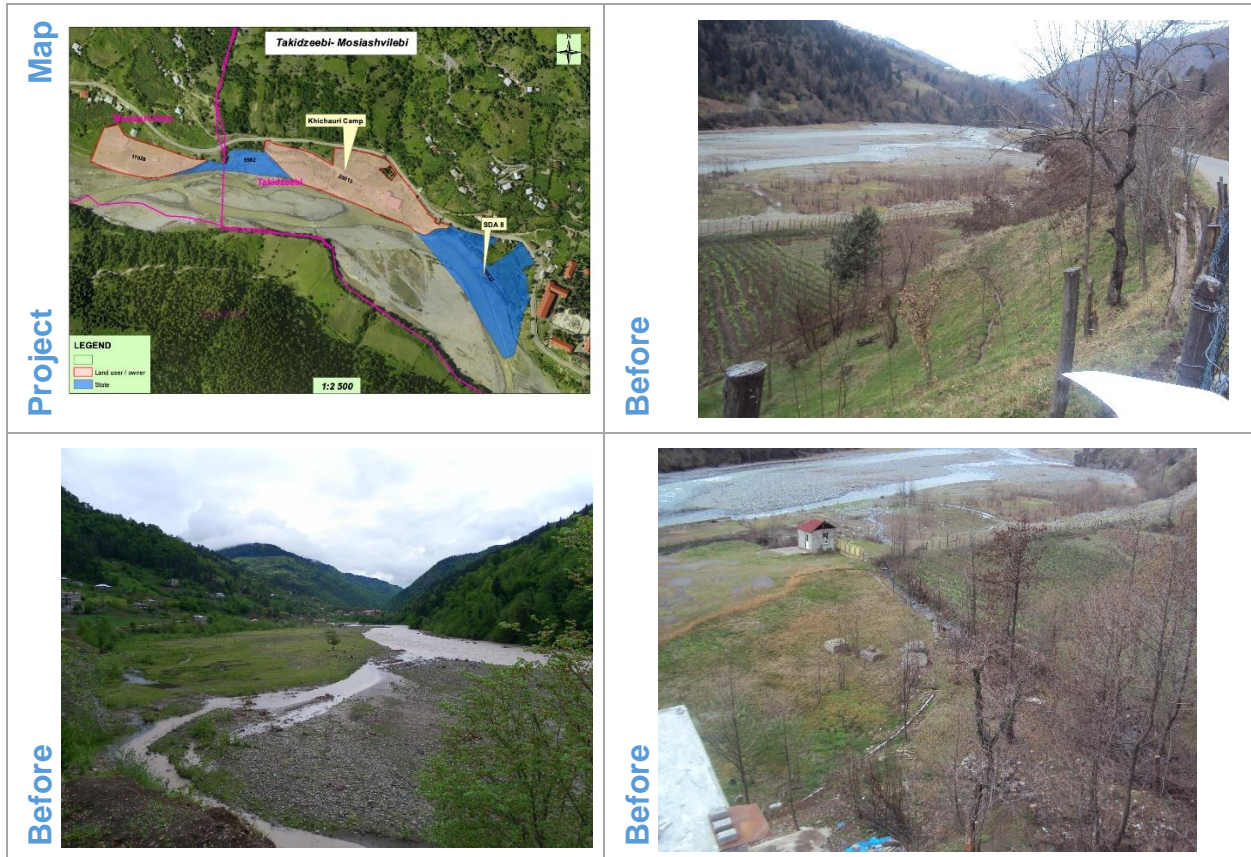 Project Map
Takidzeebi- Mosiashvilebi
N
Khichauri Camp
Takidzeebi
SDA 8
LEGEND
Land user / owner
State
1:2 500
Before
Before
Before